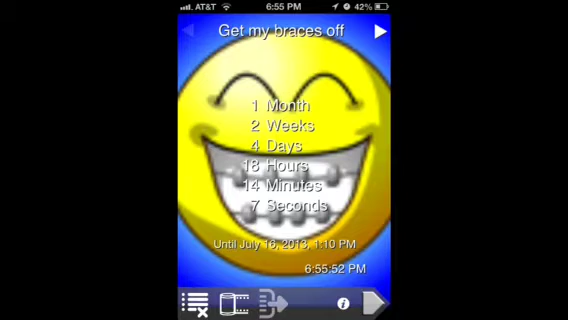 AT&T 6:55 PM 42%
Get my braces off
1 Month
2 Weeks
4 Days
18 Hours
14 Minutes
7 Seconds
Until July 16, 2013, 1:10 PM
6:55:52 PM